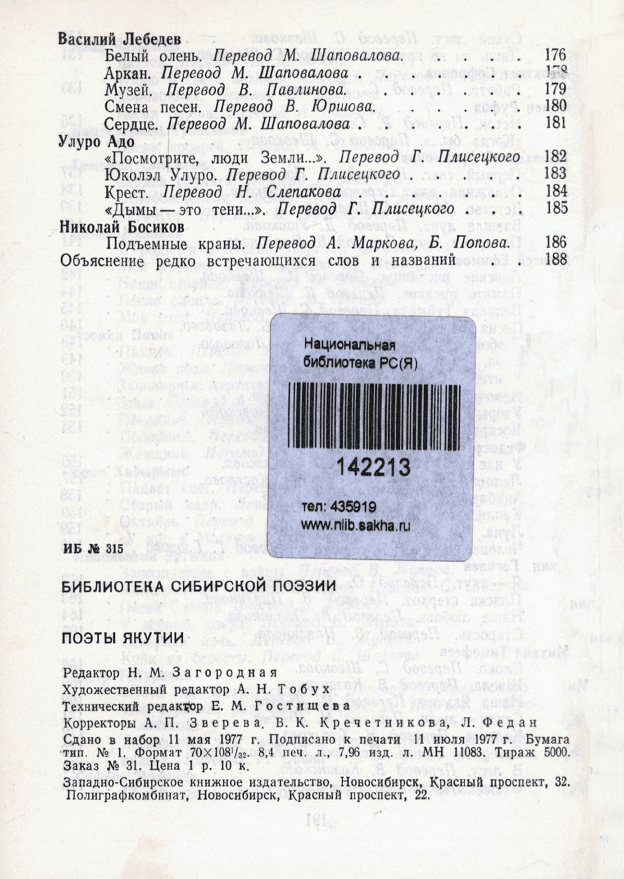 Василий Лебедев
Белый олень. Перевод М. Шаповалова. . . . . 176
Аркан. Перевод М. Шаповалова . . . . . . 178
Музей. Перевод В. Павлинова. . . . . . 179
Смена песен. Перевод В. Юршова. . . . . . 180
Сердце. Перевод М. Шаповалова . . . . . . 181
Улуро Адо
«Посмотрите, люди Земли...». Перевод Г. Плисецкого 182
Юколэл Улуро. Перевод Г. Плисецкого . . . . 183
Крест. Перевод Н. Слепакова . . . . . . 184
«Дымы — это тени...». Перевод Г. Плисецкого . . . 185
Николай Босиков
Подъемные краны. Перевод А. Маркова, Б. Попова. 186
Объяснение редко встречающихся слов и названий . . . 188
Национальная
библиотека РС(Я)
142213
тел: 435919
www.nlib.sakha.ru
ИБ № 315
БИБЛИОТЕКА СИБИРСКОЙ ПОЭЗИИ
ПОЭТЫ ЯКУТИИ
Редактор Н. М. Загородная
Художественный редактор А. Н. Тобух
Технический редактор Е. М. Гостищева
Корректоры А. П. Зверева, В. К. Кречетникова, Л. Федан
Сдано в набор 11 мая 1977 г. Подписано к печати 11 июля 1977 г. Бумага
тип. № 1. Формат 70×108¹/₃₂. 8,4 печ. л., 7,96 изд. л. МН 11083. Тираж 5000.
Заказ № 31. Цена 1 р. 10 к.
Западно-Сибирское книжное издательство, Новосибирск, Красный проспект, 32.
Полиграфкомбинат, Новосибирск, Красный проспект, 22.